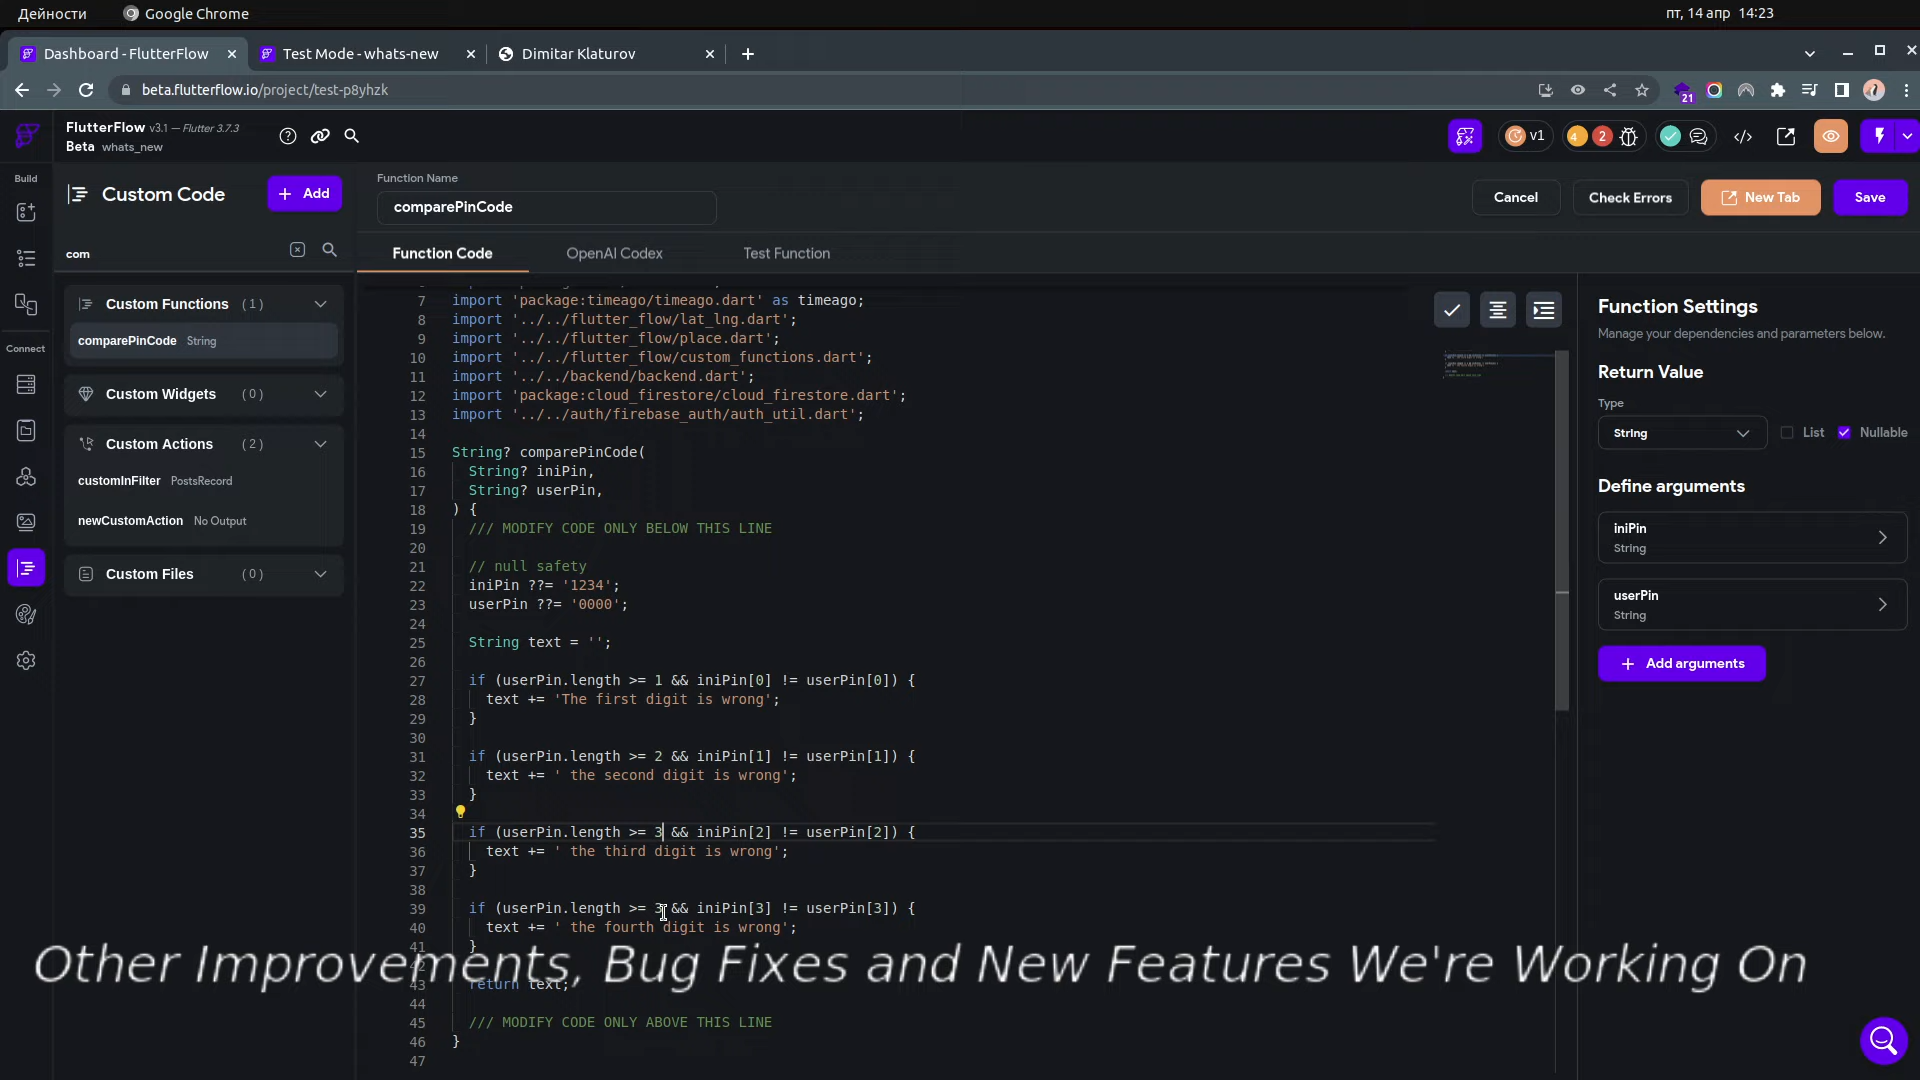 Дейности
Google Chrome
пт, 14 апр 14:23
Dashboard - FlutterFlow
Test Mode - whats-new
Dimitar Klaturov
beta.flutterflow.io/project/test-p8yhzk
21
FlutterFlow v3.1 — Flutter 3.7.3
Beta whats_new
v1
4
2
Build
Connect
Custom Code
+ Add
com
Custom Functions (1)
comparePinCode String
Custom Widgets (0)
Custom Actions (2)
customInFilter PostsRecord
newCustomAction No Output
Custom Files (0)
Function Name
comparePinCode
Cancel
Check Errors
New Tab
Save
Function Code
OpenAI Codex
Test Function
7 import 'package:timeago/timeago.dart' as timeago;
8 import '../../flutter_flow/lat_lng.dart';
9 import '../../flutter_flow/place.dart';
10 import '../../flutter_flow/custom_functions.dart';
11 import '../../backend/backend.dart';
12 import 'package:cloud_firestore/cloud_firestore.dart';
13 import '../../auth/firebase_auth/auth_util.dart';
14
15 String? comparePinCode(
16 String? iniPin,
17 String? userPin,
18 ) {
19 /// MODIFY CODE ONLY BELOW THIS LINE
20
21 // null safety
22 iniPin ??= '1234';
23 userPin ??= '0000';
24
25 String text = '';
26
27 if (userPin.length >= 1 && iniPin[0] != userPin[0]) {
28 text += 'The first digit is wrong';
29 }
30
31 if (userPin.length >= 2 && iniPin[1] != userPin[1]) {
32 text += ' the second digit is wrong';
33 }
34
35 if (userPin.length >= 3 && iniPin[2] != userPin[2]) {
36 text += ' the third digit is wrong';
37 }
38
39 if (userPin.length >= 3 && iniPin[3] != userPin[3]) {
40 text += ' the fourth digit is wrong';
41 }
Other Improvements, Bug Fixes and New Features We're Working On
43 return text;
44
45 /// MODIFY CODE ONLY ABOVE THIS LINE
46 }
47
Function Settings
Manage your dependencies and parameters below.
Return Value
Type
String
List
Nullable
Define arguments
iniPin
String
userPin
String
+ Add arguments